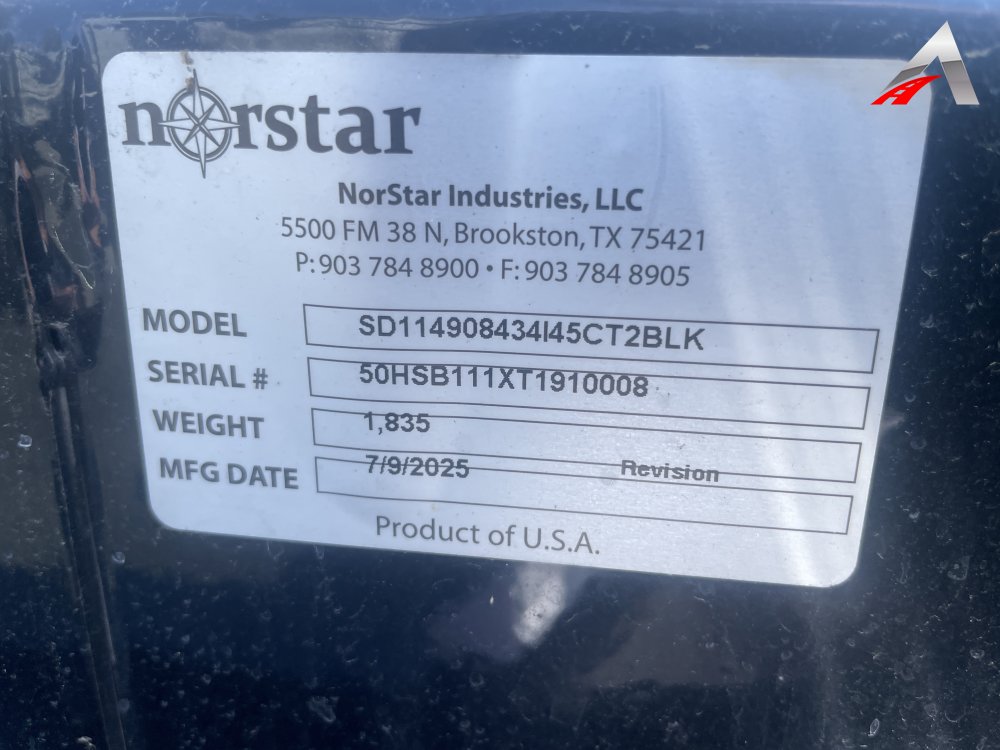 norstar
NorStar Industries, LLC
5500 FM 38 N, Brookston, TX 75421
P: 903 784 8900 • F: 903 784 8905
MODEL SD114908434I45CT2BLK
SERIAL # 50HSB111XT1910008
WEIGHT 1,835
MFG DATE 7/9/2025 Revision
Product of U.S.A.